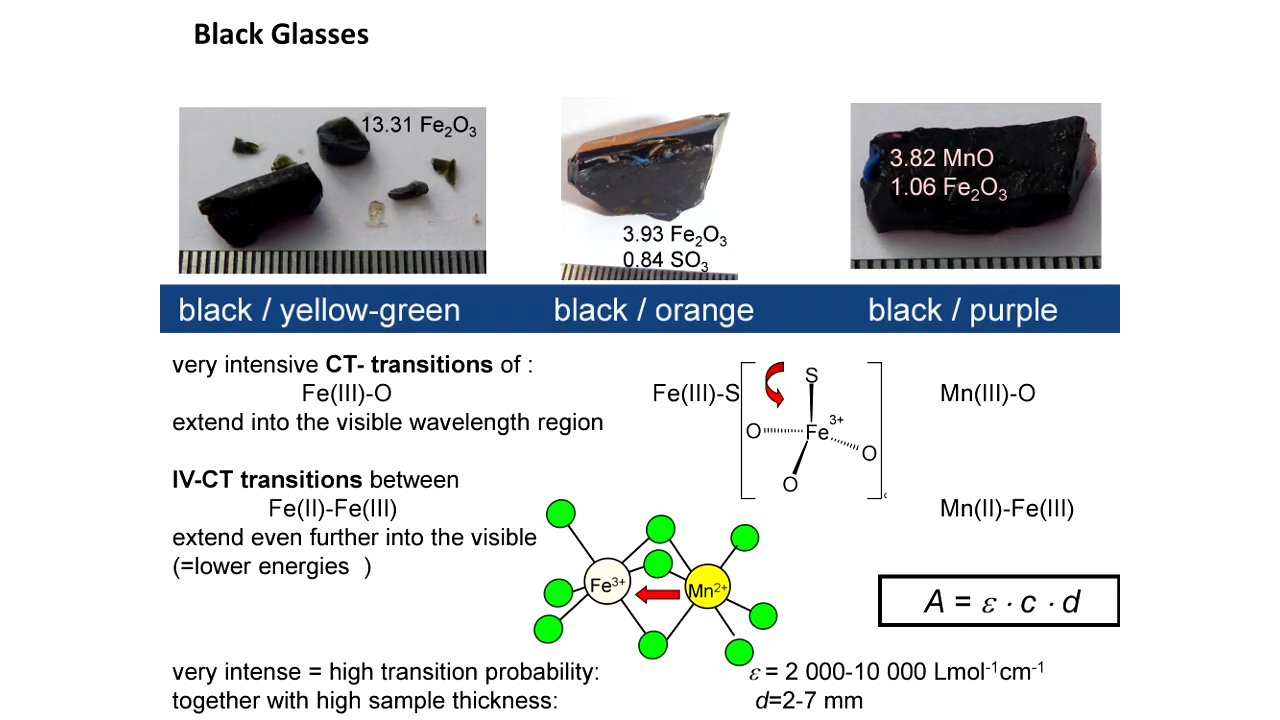 Black Glasses
13.31 Fe₂O₃
3.93 Fe₂O₃
0.84 SO₃
3.82 MnO
1.06 Fe₂O₃
black / yellow-green
black / orange
black / purple
very intensive CT- transitions of :
Fe(III)-O
Fe(III)-S
Mn(III)-O
extend into the visible wavelength region
S
O
Fe 3+
O
O
IV-CT transitions between
Fe(II)-Fe(III)
Mn(II)-Fe(III)
extend even further into the visible
(=lower energies )
Fe³⁺
Mn²⁺
A = ε · c · d
very intense = high transition probability:
ε = 2 000-10 000 Lmol⁻¹cm⁻¹
together with high sample thickness:
d=2-7 mm